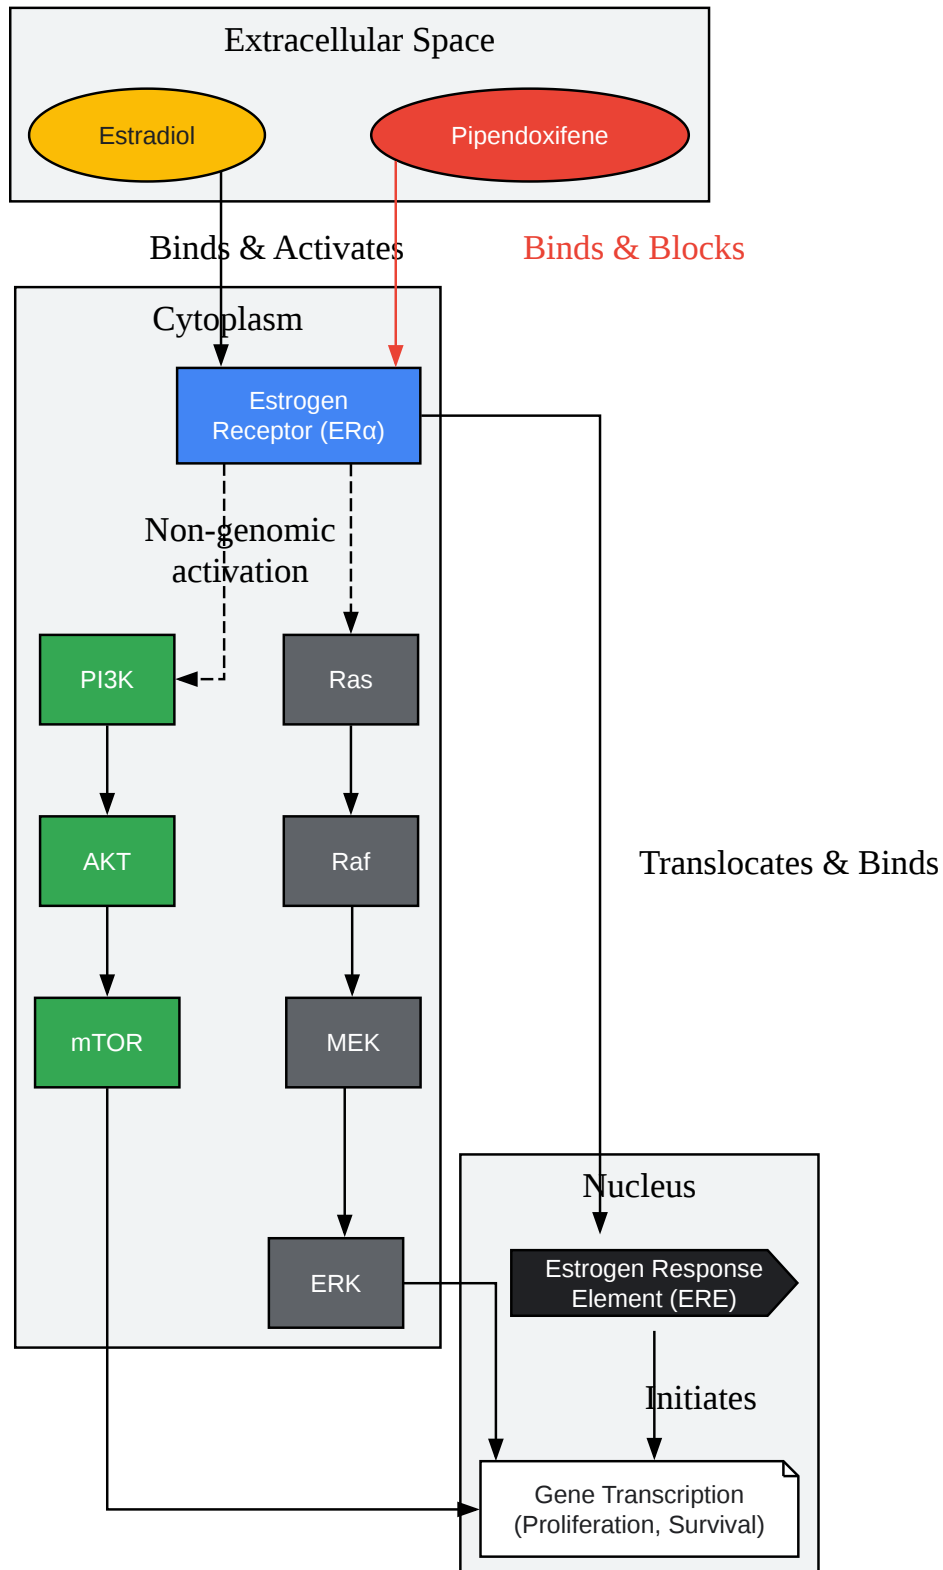 Extracellular Space
Estradiol
Pipendoxifene
Binds & Activates
Binds & Blocks
Cytoplasm
Estrogen
Receptor (ERα)
Non-genomic
activation
PI3K
Ras
AKT
Raf
Translocates & Binds
mTOR
MEK
Nucleus
Estrogen Response
Element (ERE)
ERK
Initiates
Gene Transcription
(Proliferation, Survival)